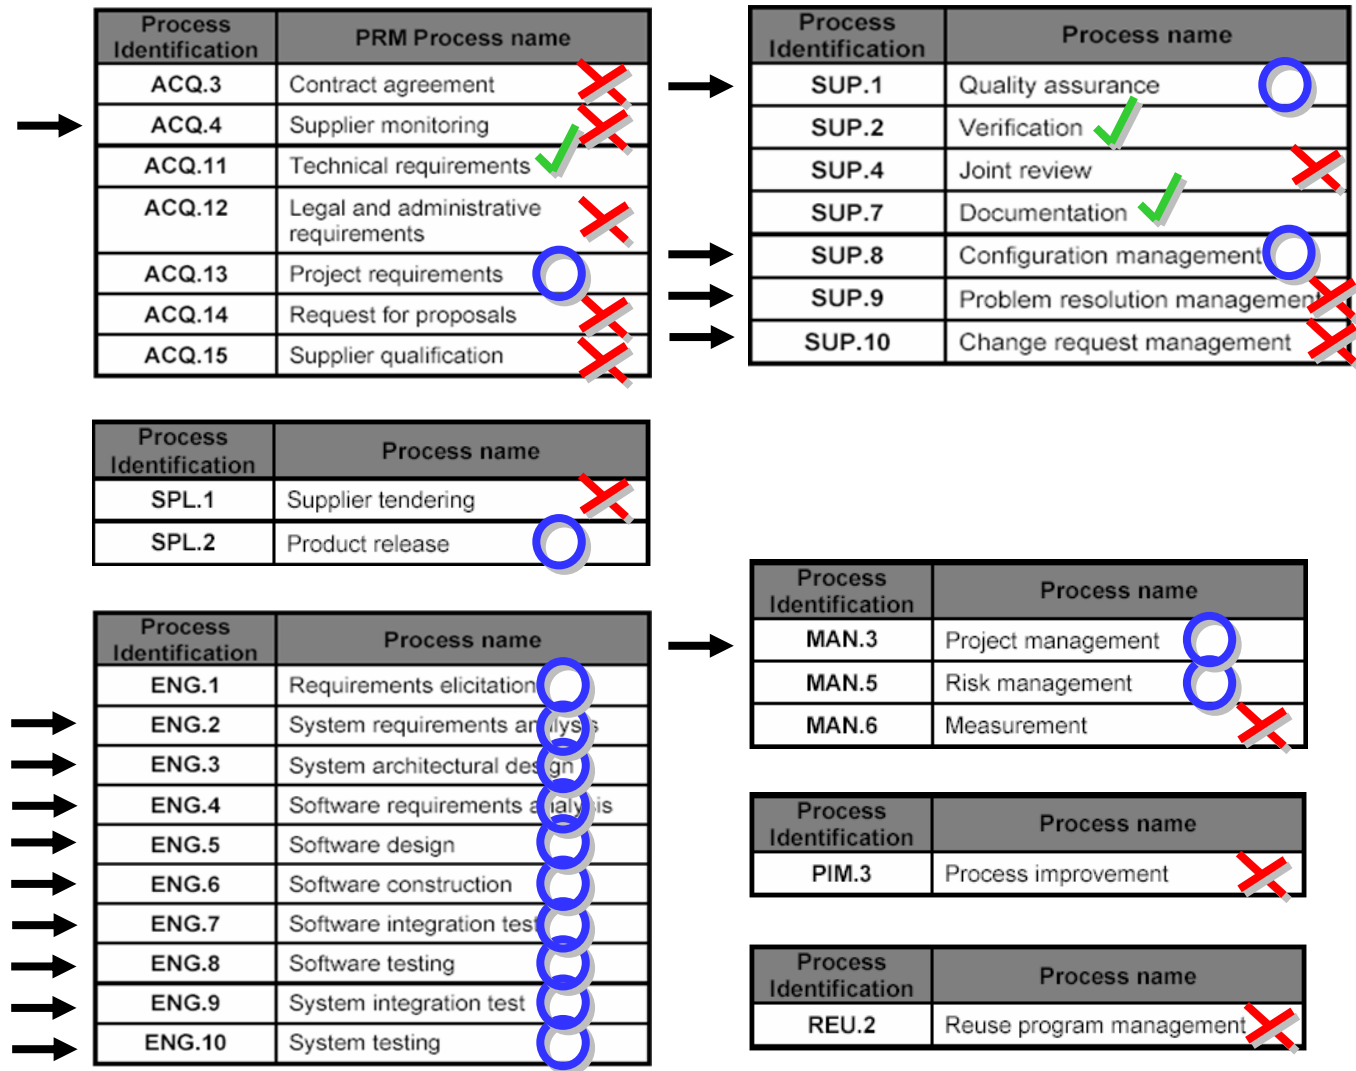 Process
Identification
PRM Process name
ACQ.3
Contract agreement
ACQ.4
Supplier monitoring
ACQ.11
Technical requirements
ACQ.12
Legal and administrative
requirements
ACQ.13
Project requirements
ACQ.14
Request for proposals
ACQ.15
Supplier qualification
Process
Identification
Process name
SPL.1
Supplier tendering
SPL.2
Product release
Process
Identification
Process name
ENG.1
Requirements elicitation
ENG.2
System requirements analysis
ENG.3
System architectural design
ENG.4
Software requirements analysis
ENG.5
Software design
ENG.6
Software construction
ENG.7
Software integration test
ENG.8
Software testing
ENG.9
System integration test
ENG.10
System testing
Process
Identification
Process name
SUP.1
Quality assurance
SUP.2
Verification
SUP.4
Joint review
SUP.7
Documentation
SUP.8
Configuration management
SUP.9
Problem resolution management
SUP.10
Change request management
Process
Identification
Process name
MAN.3
Project management
MAN.5
Risk management
MAN.6
Measurement
Process
Identification
Process name
PIM.3
Process improvement
Process
Identification
Process name
REU.2
Reuse program management